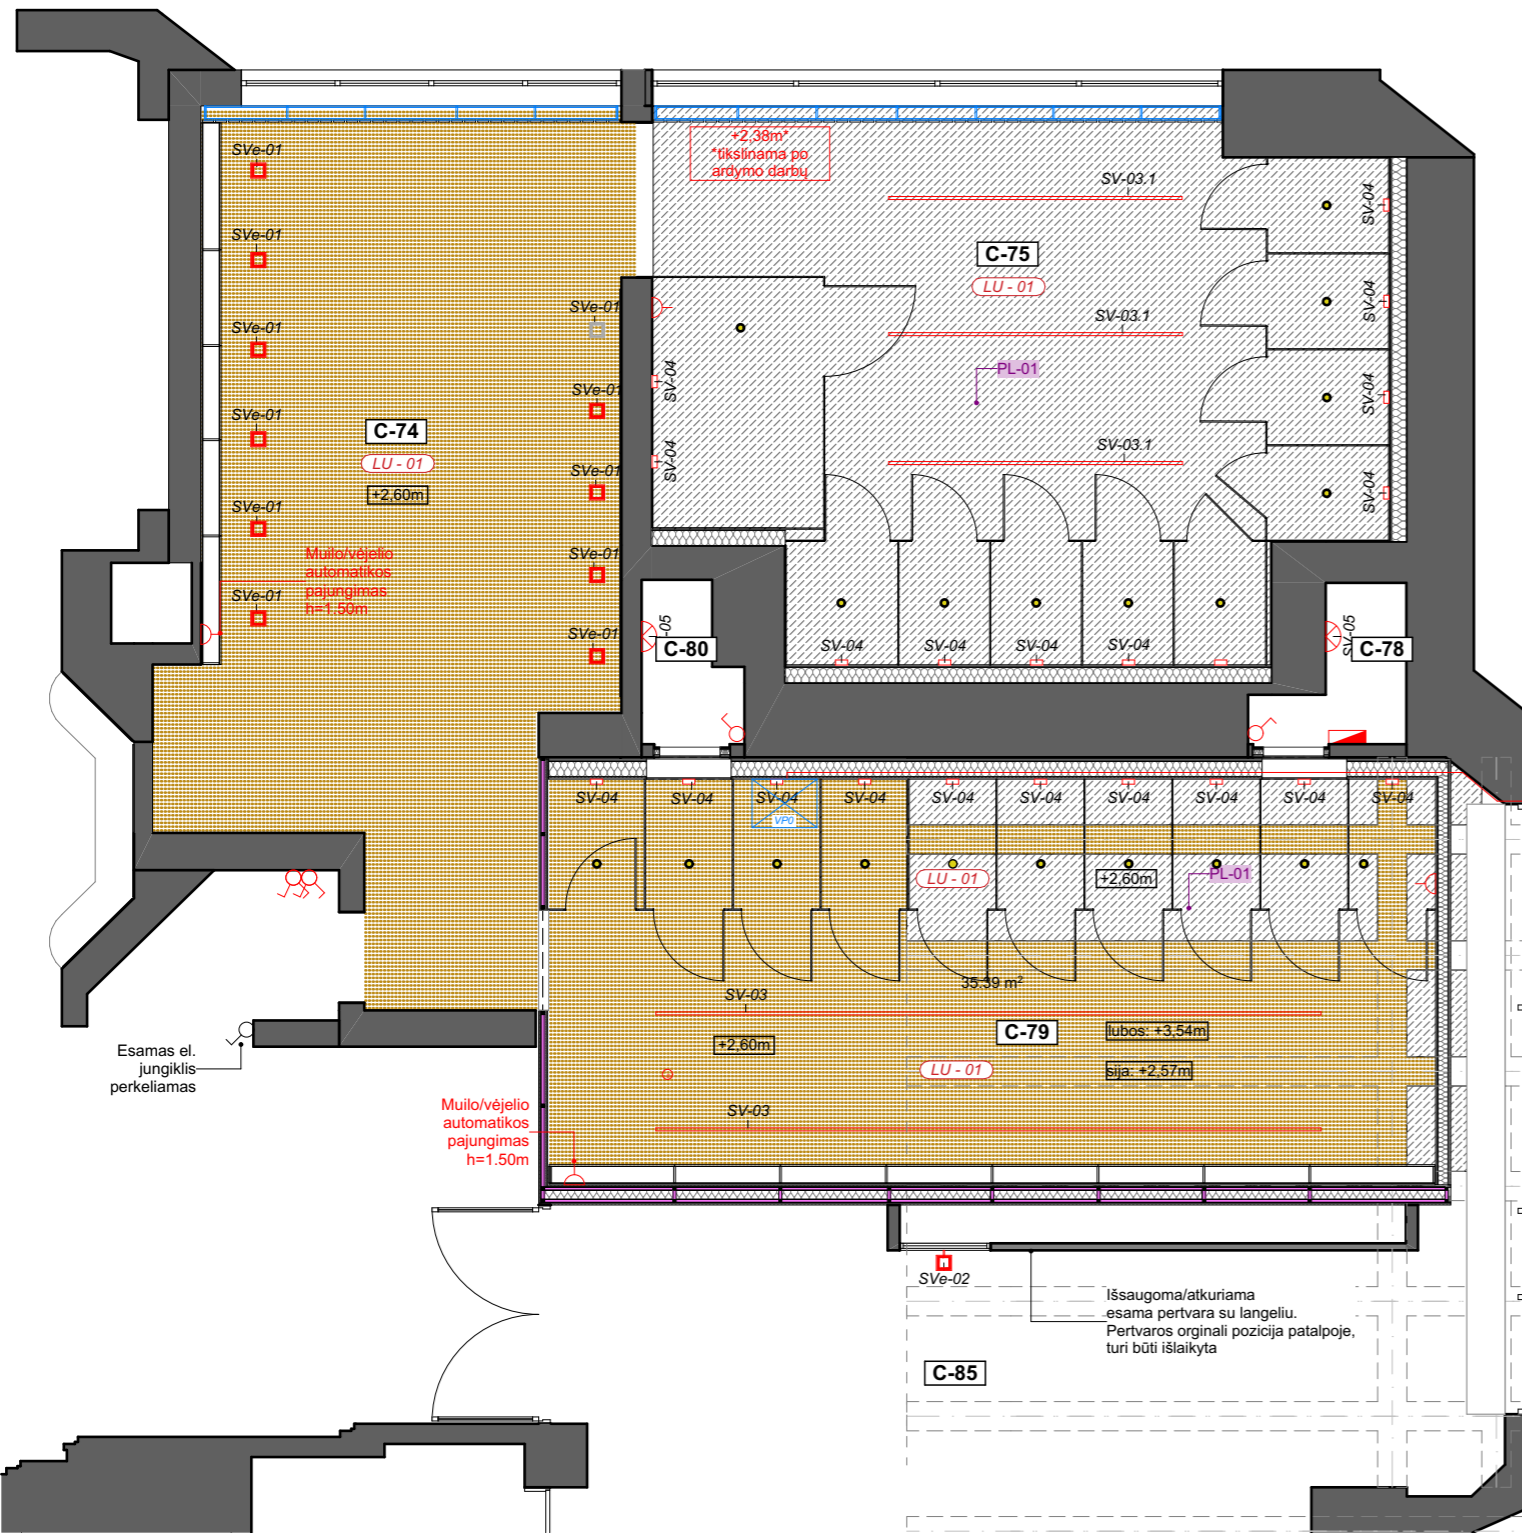 SVe-01
+2,38m*
*tikslinama po
ardymo darbų
SV-03.1
SV-04
C-75
LU - 01
SVe-01
SV-04
SVe-01
SV-03.1
SVe-01
PL-01
SV-04
SV-04
SVe-01
SVe-01
C-74
LU - 01
+2,60m
SV-03.1
SVe-01
SV-04
SV-04
SVe-01
Muilo/vėjelio
automatikos
pajungimas
h=1.50m
SVe-01
SVe-01
SVe-01
-05
C-80
SV-04
SV-04
SV-04
SV-04
SV-05
C-78
SV-04
SV-04
SV-04
SV-04
SV-04
SV-04
SV-04
SV-04
SV-04
SV-04
VP0
LU - 01
+2,60m
PL-01
35.39 m²
SV-03
C-79
lubos: +3,54m
+2,60m
LU - 01
sija: +2,57m
SV-03
Esamas el.
jungiklis
perkeliamas
Muilo/vėjelio
automatikos
pajungimas
h=1.50m
SVe-02
Išsaugoma/atkuriama
esama pertvara su langeliu.
Pertvaros orginali pozicija patalpoje,
turi būti išlaikyta
C-85